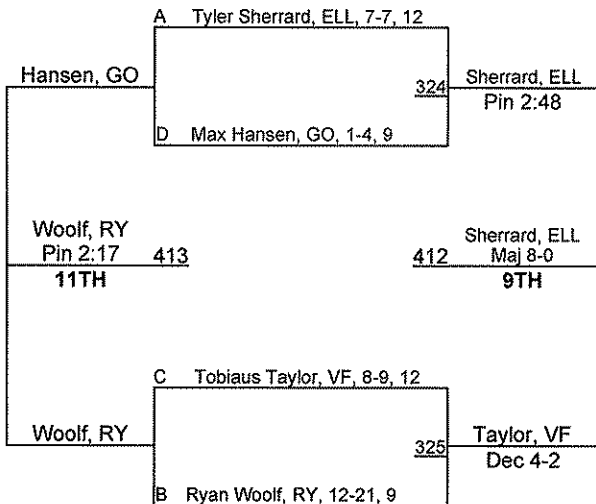 A Tyler Sherrard, ELL, 7-7, 12
Hansen, GO
324
Sherrard, ELL
Pin 2:48
D Max Hansen, GO, 1-4, 9
Woolf, RY
Pin 2:17
413
11TH
412
Sherrard, ELL
Maj 8-0
9TH
C Tobiaus Taylor, VF, 8-9, 12
Woolf, RY
325
Taylor, VF
Dec 4-2
B Ryan Woolf, RY, 12-21, 9